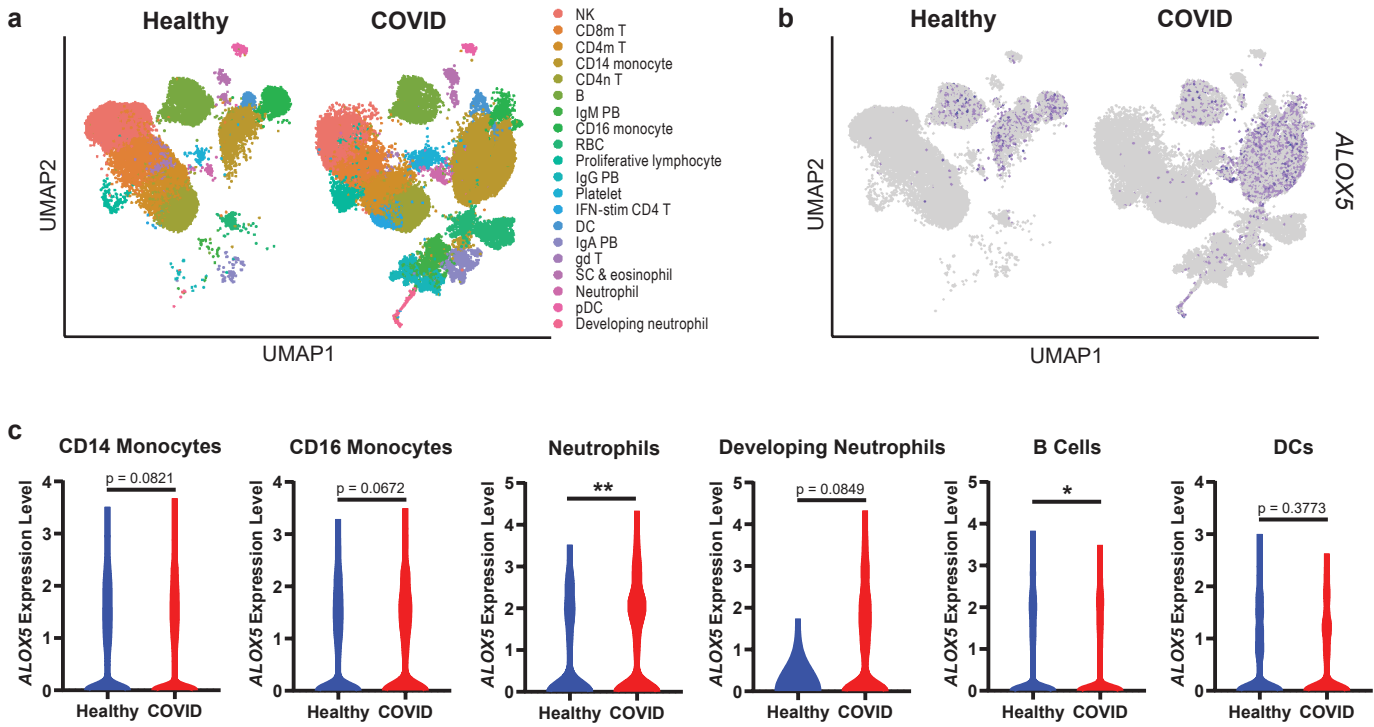 a
Healthy
COVID
UMAP2
UMAP1
NK
CD8m T
CD4m T
CD14 monocyte
CD4n T
B
IgM PB
CD16 monocyte
RBC
Proliferative lymphocyte
IgG PB
Platelet
IFN-stim CD4 T
DC
IgA PB
gd T
SC & eosinophil
Neutrophil
pDC
Developing neutrophil
b
Healthy
COVID
UMAP2
UMAP1
ALOX5
c
CD14 Monocytes
p = 0.0821
ALOX5 Expression Level
4
3
2
1
0
Healthy COVID
CD16 Monocytes
p = 0.0672
ALOX5 Expression Level
4
3
2
1
0
Healthy COVID
Neutrophils
**
ALOX5 Expression Level
5
4
3
2
1
0
Healthy COVID
Developing Neutrophils
p = 0.0849
ALOX5 Expression Level
5
4
3
2
1
0
Healthy COVID
B Cells
*
ALOX5 Expression Level
5
4
3
2
1
0
Healthy COVID
DCs
p = 0.3773
ALOX5 Expression Level
4
3
2
1
0
Healthy COVID